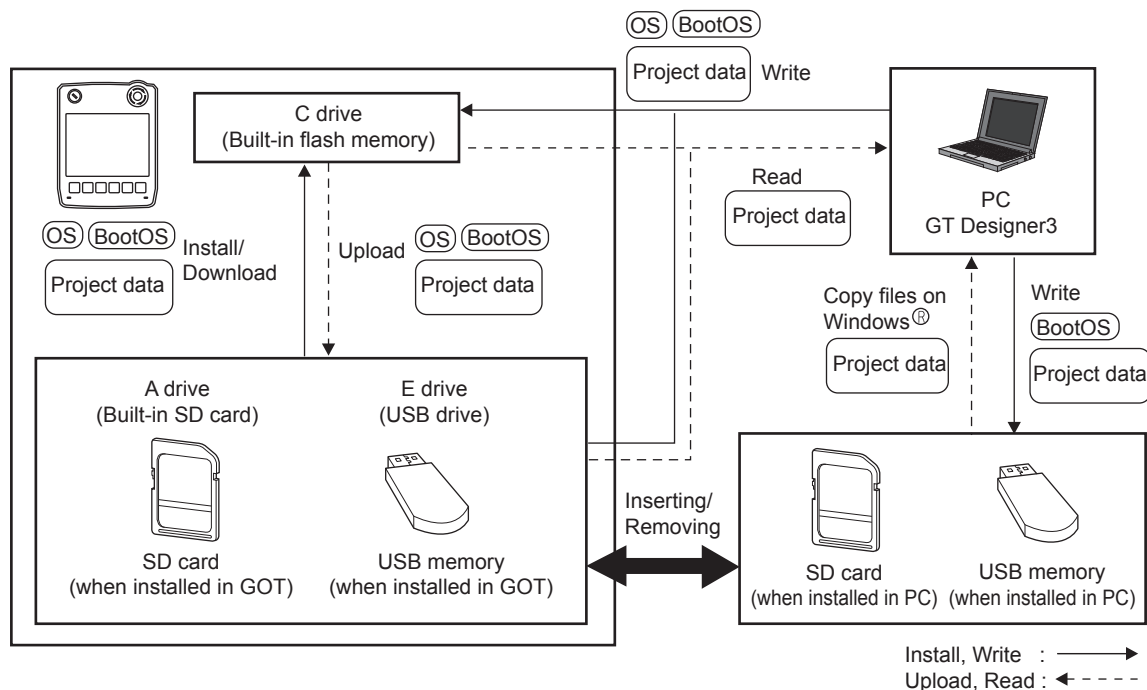 OS BootOS
Project data Write
C drive
(Built-in flash memory)
Read
Project data
PC
GT Designer3
OS BootOS
Project data
Install/
Download
Upload
OS BootOS
Project data
Copy files on
Windows®
Project data
Write
BootOS
Project data
A drive
(Built-in SD card)
E drive
(USB drive)
SD card
(when installed in GOT)
USB memory
(when installed in GOT)
Inserting/
Removing
SD card
(when installed in PC)
USB memory
(when installed in PC)
Install, Write :
Upload, Read :